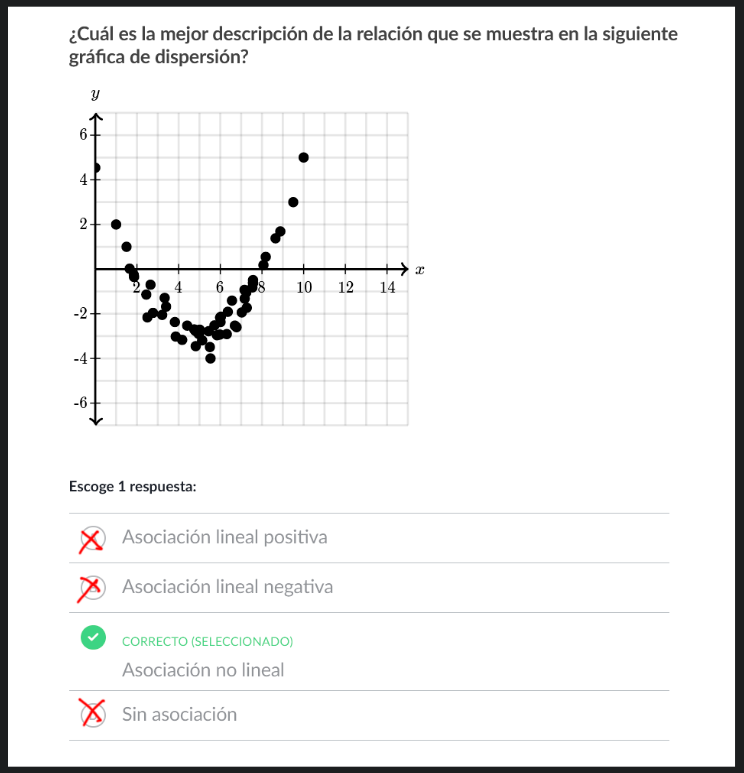 ¿Cuál es la mejor descripción de la relación que se muestra en la siguiente
gráfica de dispersión?
y
6
4
2
x
2 4 6 8 10 12 14
-2
-4
-6
Escoge 1 respuesta:
Asociación lineal positiva
Asociación lineal negativa
CORRECTO (SELECCIONADO)
Asociación no lineal
Sin asociación